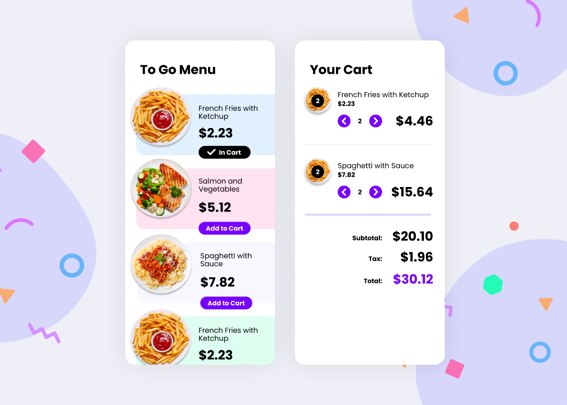 To Go Menu
French Fries with
Ketchup
$2.23
In Cart
Salmon and
Vegetables
$5.12
Add to Cart
Spaghetti with
Sauce
$7.82
Add to Cart
French Fries with
Ketchup
$2.23
Your Cart
2
French Fries with Ketchup
$2.23
2
$4.46
2
Spaghetti with Sauce
$7.82
2
$15.64
Subtotal: $20.10
Tax: $1.96
Total: $30.12